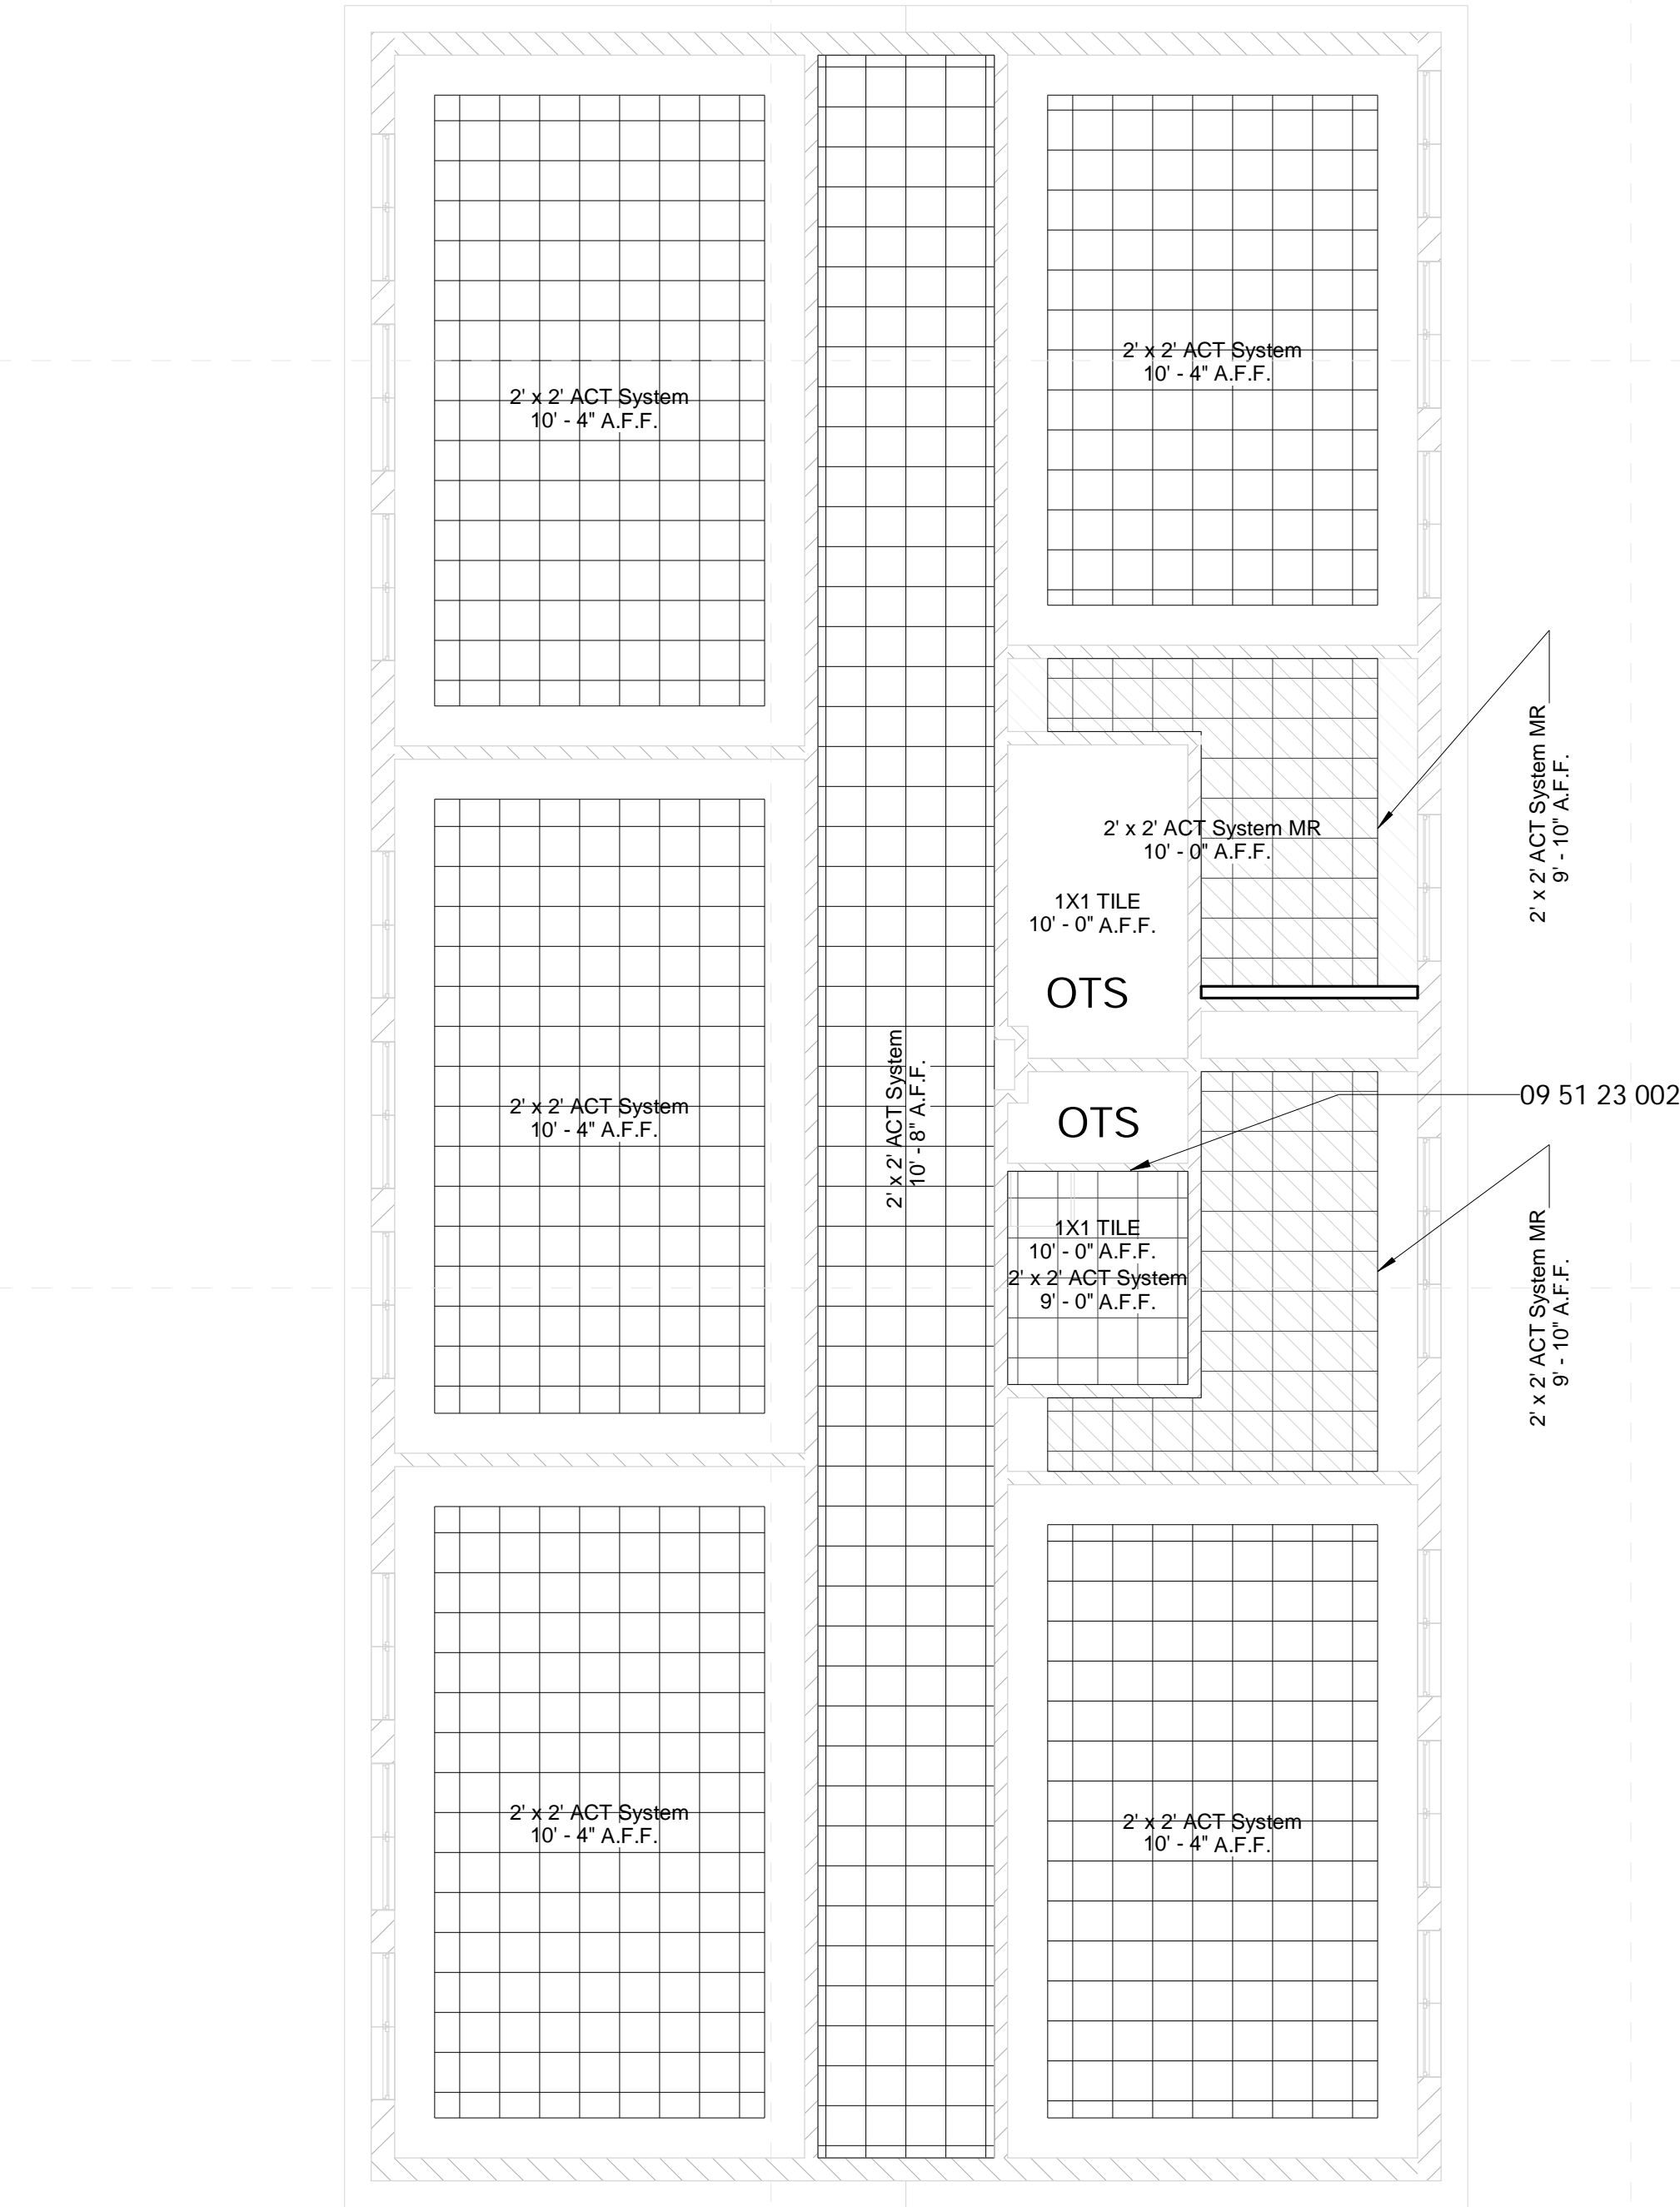 2' x 2' ACT System
10' - 4" A.F.F.
2' x 2' ACT System
10' - 4" A.F.F.
2' x 2' ACT System MR
9' - 10" A.F.F.
2' x 2' ACT System MR
10' - 0" A.F.F.
1X1 TILE
10' - 0" A.F.F.
OTS
2' x 2' ACT System
10' - 4" A.F.F.
2' x 2' ACT System
10' - 8" A.F.F.
OTS
09 51 23 002
1X1 TILE
10' - 0" A.F.F.
2' x 2' ACT System
9' - 0" A.F.F.
2' x 2' ACT System MR
9' - 10" A.F.F.
2' x 2' ACT System
10' - 4" A.F.F.
2' x 2' ACT System
10' - 4" A.F.F.